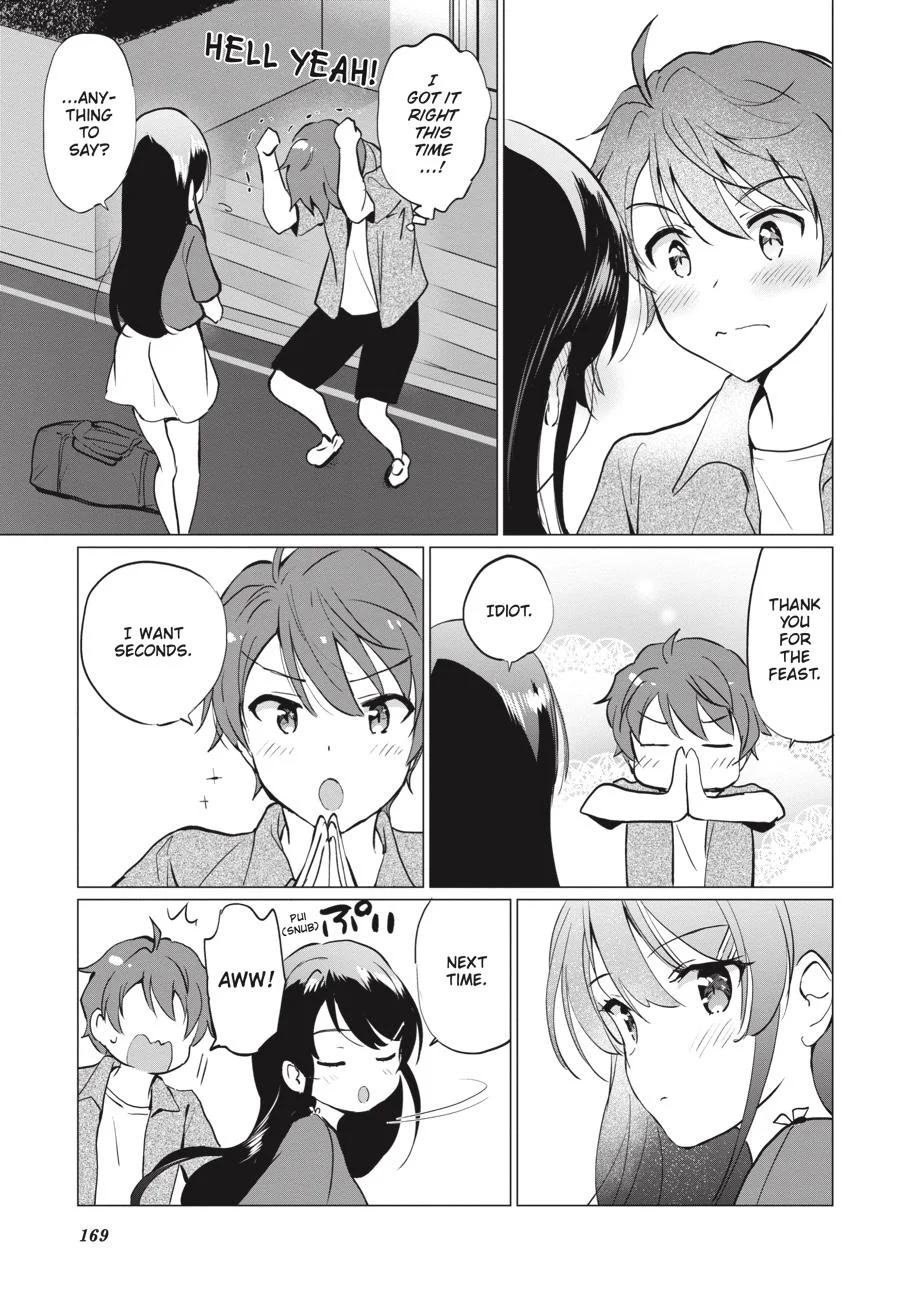 HELL YEAH!
I
GOT IT
RIGHT
THIS
TIME
...!
...ANY-
THING
TO
SAY?
THANK
YOU
FOR
THE
FEAST.
IDIOT.
I WANT
SECONDS.
NEXT
TIME.
ぷい
PUI
(SNUB)
AWW!
169